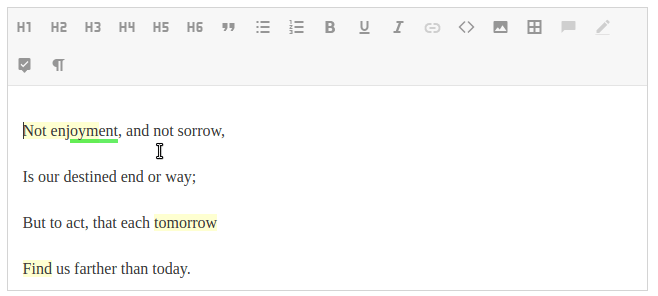 H1 H2 H3 H4 H5 H6
Not enjoyment, and not sorrow,
Is our destined end or way;
But to act, that each tomorrow
Find us farther than today.